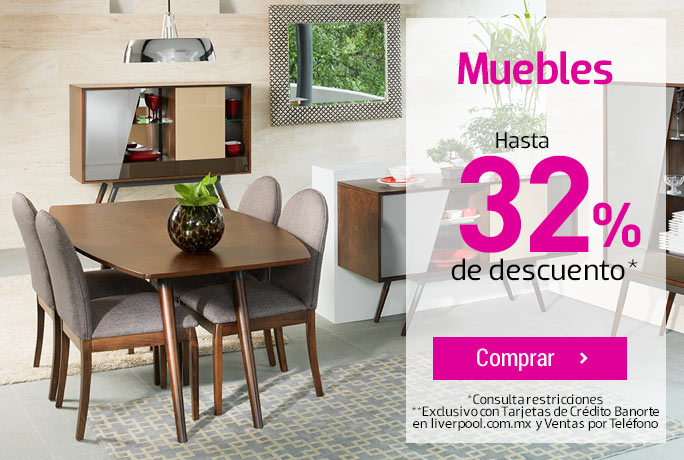 Muebles
Hasta
32%
de descuento*
Comprar >
*Consulta restricciones
**Exclusivo con Tarjetas de Crédito Banorte
en liverpool.com.mx y Ventas por Teléfono